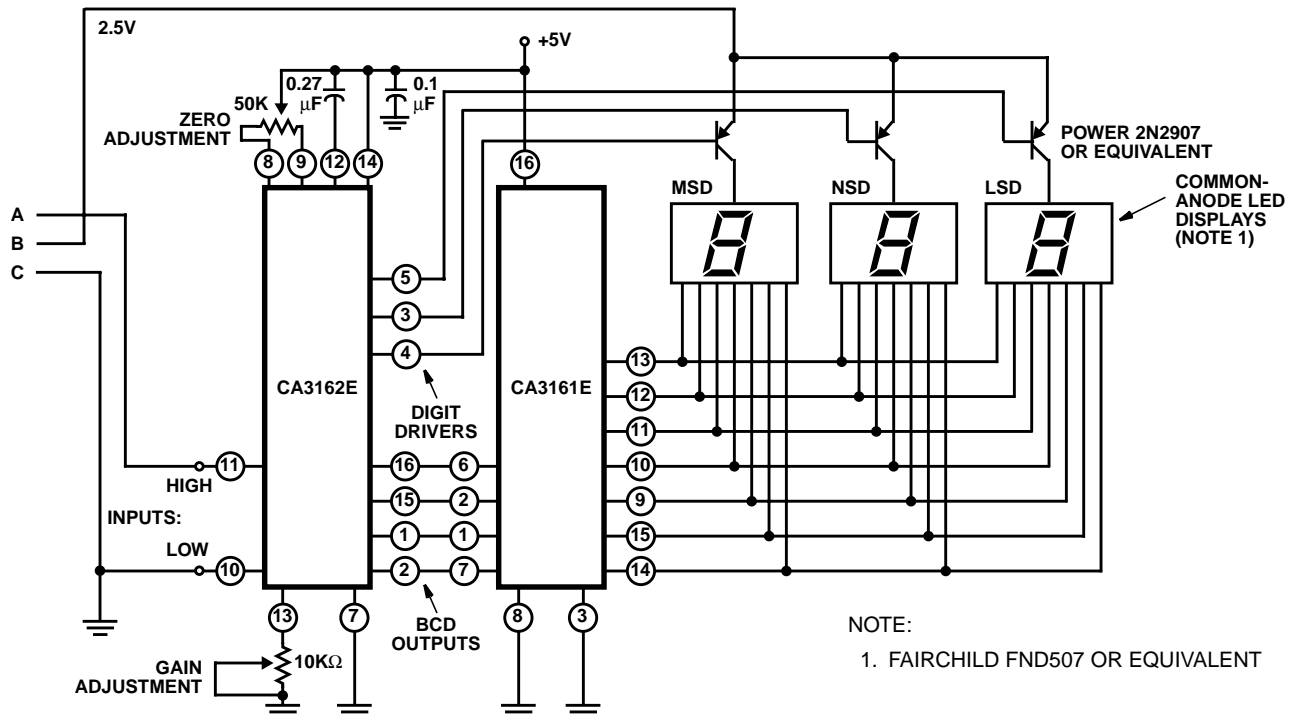 2.5V
+5V
0.27
μF
0.1
μF
50K
ZERO
ADJUSTMENT
8
9
12
14
16
POWER 2N2907
OR EQUIVALENT
MSD
NSD
LSD
COMMON-
ANODE LED
DISPLAYS
(NOTE 1)
8
8
8
A
B
C
5
3
4
DIGIT
DRIVERS
CA3162E
CA3161E
13
12
11
10
9
15
14
11
HIGH
INPUTS:
LOW
10
16
6
15
2
1
1
2
7
BCD
OUTPUTS
13
7
8
3
10KΩ
GAIN
ADJUSTMENT
NOTE:
1. FAIRCHILD FND507 OR EQUIVALENT